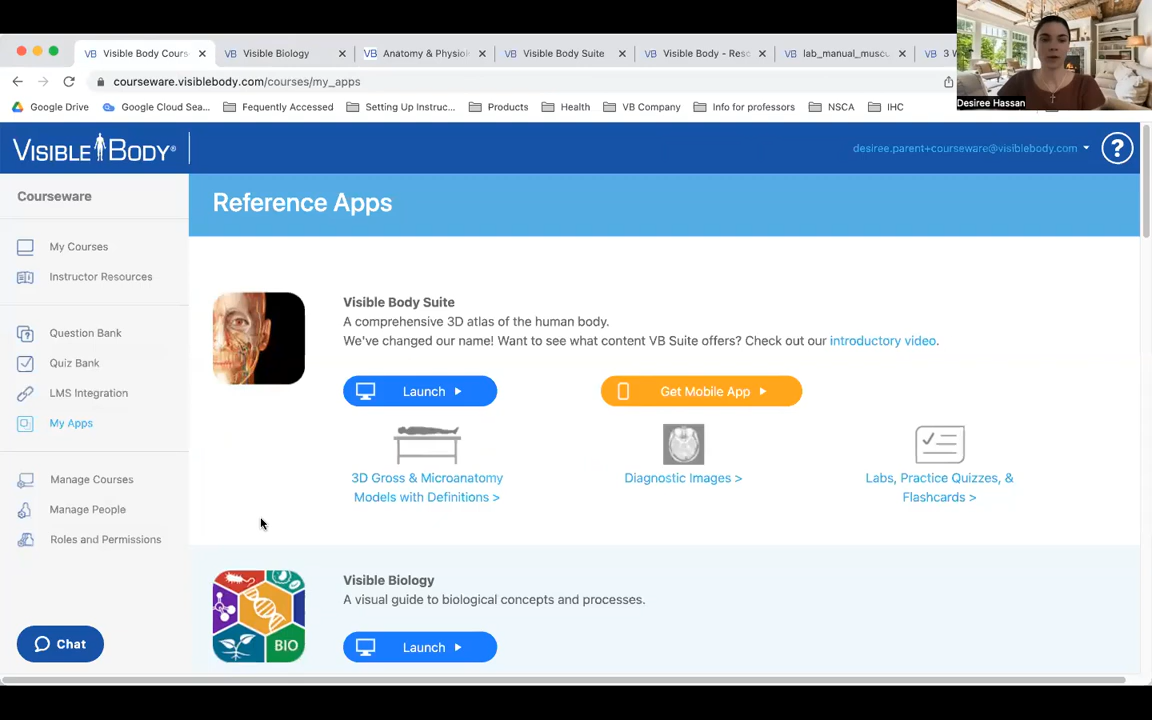 Visible Body Cours
Visible Biology
Anatomy & Physiol
Visible Body Suite
Visible Body - Reso
lab_manual_muscu
3 W
courseware.visiblebody.com/courses/my_apps
Google Drive
Google Cloud Sea...
Fequently Accessed
Setting Up Instruc...
Products
Health
VB Company
Info for professors
NSCA
IHC
Desiree Hassan
VISIBLE BODY®
desiree.parent+courseware@visiblebody.com
?
Courseware
My Courses
Instructor Resources
Question Bank
Quiz Bank
LMS Integration
My Apps
Manage Courses
Manage People
Roles and Permissions
Chat
Reference Apps
Visible Body Suite
A comprehensive 3D atlas of the human body.
We've changed our name! Want to see what content VB Suite offers? Check out our introductory video.
Launch
Get Mobile App
3D Gross & Microanatomy
Models with Definitions >
Diagnostic Images >
Labs, Practice Quizzes, &
Flashcards >
BIO
Visible Biology
A visual guide to biological concepts and processes.
Launch